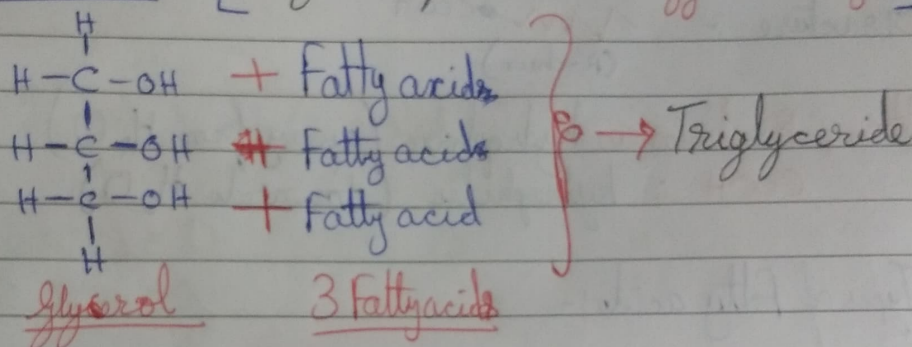 H
H-C-OH + Fatty acids
H-C-OH + Fatty acids → Triglyceride
H-C-OH + Fatty acid
H
Glycerol 3 Fatty acids